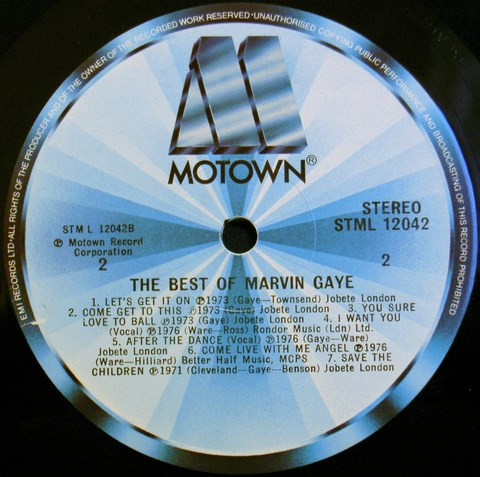 EMI RECORDS LTD·ALL RIGHTS OF THE PRODUCER AND OF THE OWNER OF THE RECORDED WORK RESERVED·UNAUTHORISED COPYING PUBLIC PERFORMANCE AND BROADCASTING OF THIS RECORD PROHIBITED
MOTOWN®
STM L 12042B
℗ Motown Record
Corporation
2
STEREO
STML 12042
2
THE BEST OF MARVIN GAYE
1. LET'S GET IT ON ℗1973 (Gaye—Townsend) Jobete London
2. COME GET TO THIS ℗1973 (Gaye) Jobete London 3. YOU SURE
LOVE TO BALL ℗1973 (Gaye) Jobete London 4. I WANT YOU
(Vocal) ℗1976 (Ware—Ross) Rondor Music (Ldn) Ltd.
5. AFTER THE DANCE (Vocal) ℗1976 (Gaye—Ware)
Jobete London 6. COME LIVE WITH ME ANGEL ℗1976
(Ware—Hilliard) Better Half Music, MCPS 7. SAVE THE
CHILDREN ℗1971 (Cleveland—Gaye—Benson) Jobete London